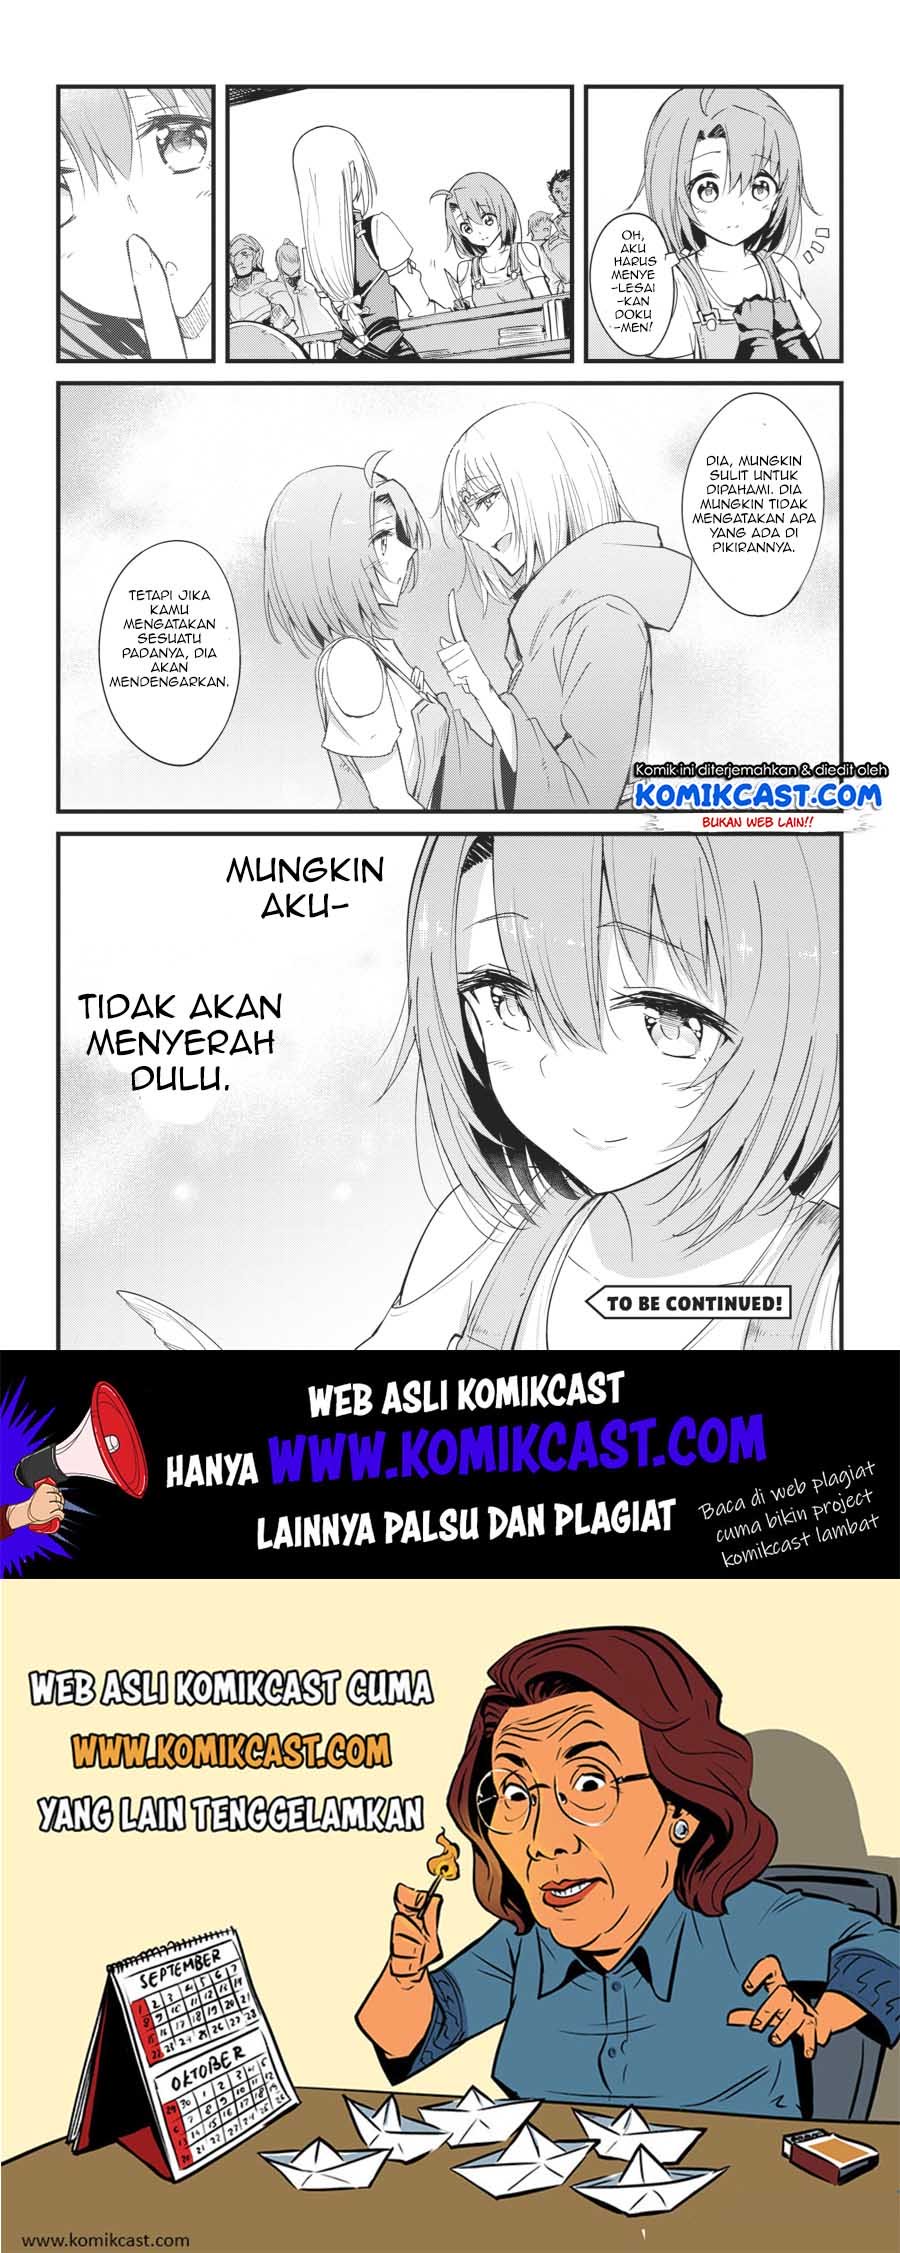 OH,
AKU
HARUS
MENYE
-LESAI
-KAN
DOKU
-MEN!
DIA, MUNGKIN
SULIT UNTUK
DIPAHAMI. DIA
MUNGKIN TIDAK
MENGATAKAN APA
YANG ADA DI
PIKIRANNYA.
TETAPI JIKA
KAMU
MENGATAKAN
SESUATU
PADANYA, DIA
AKAN
MENDENGARKAN.
Komik ini diterjemahkan & diedit oleh
KOMIKCAST.COM
BUKAN WEB LAIN!!
MUNGKIN
AKU-
TIDAK AKAN
MENYERAH
DULU.
TO BE CONTINUED!
WEB ASLI KOMIKCAST
HANYA WWW.KOMIKCAST.COM
LAINNYA PALSU DAN PLAGIAT
Baca di web plagiat
cuma bikin project
komikcast lambat
WEB ASLI KOMIKCAST CUMA
WWW.KOMIKCAST.COM
YANG LAIN TENGGELAMKAN
SEPTEMBER
OKTOBER
www.komikcast.com